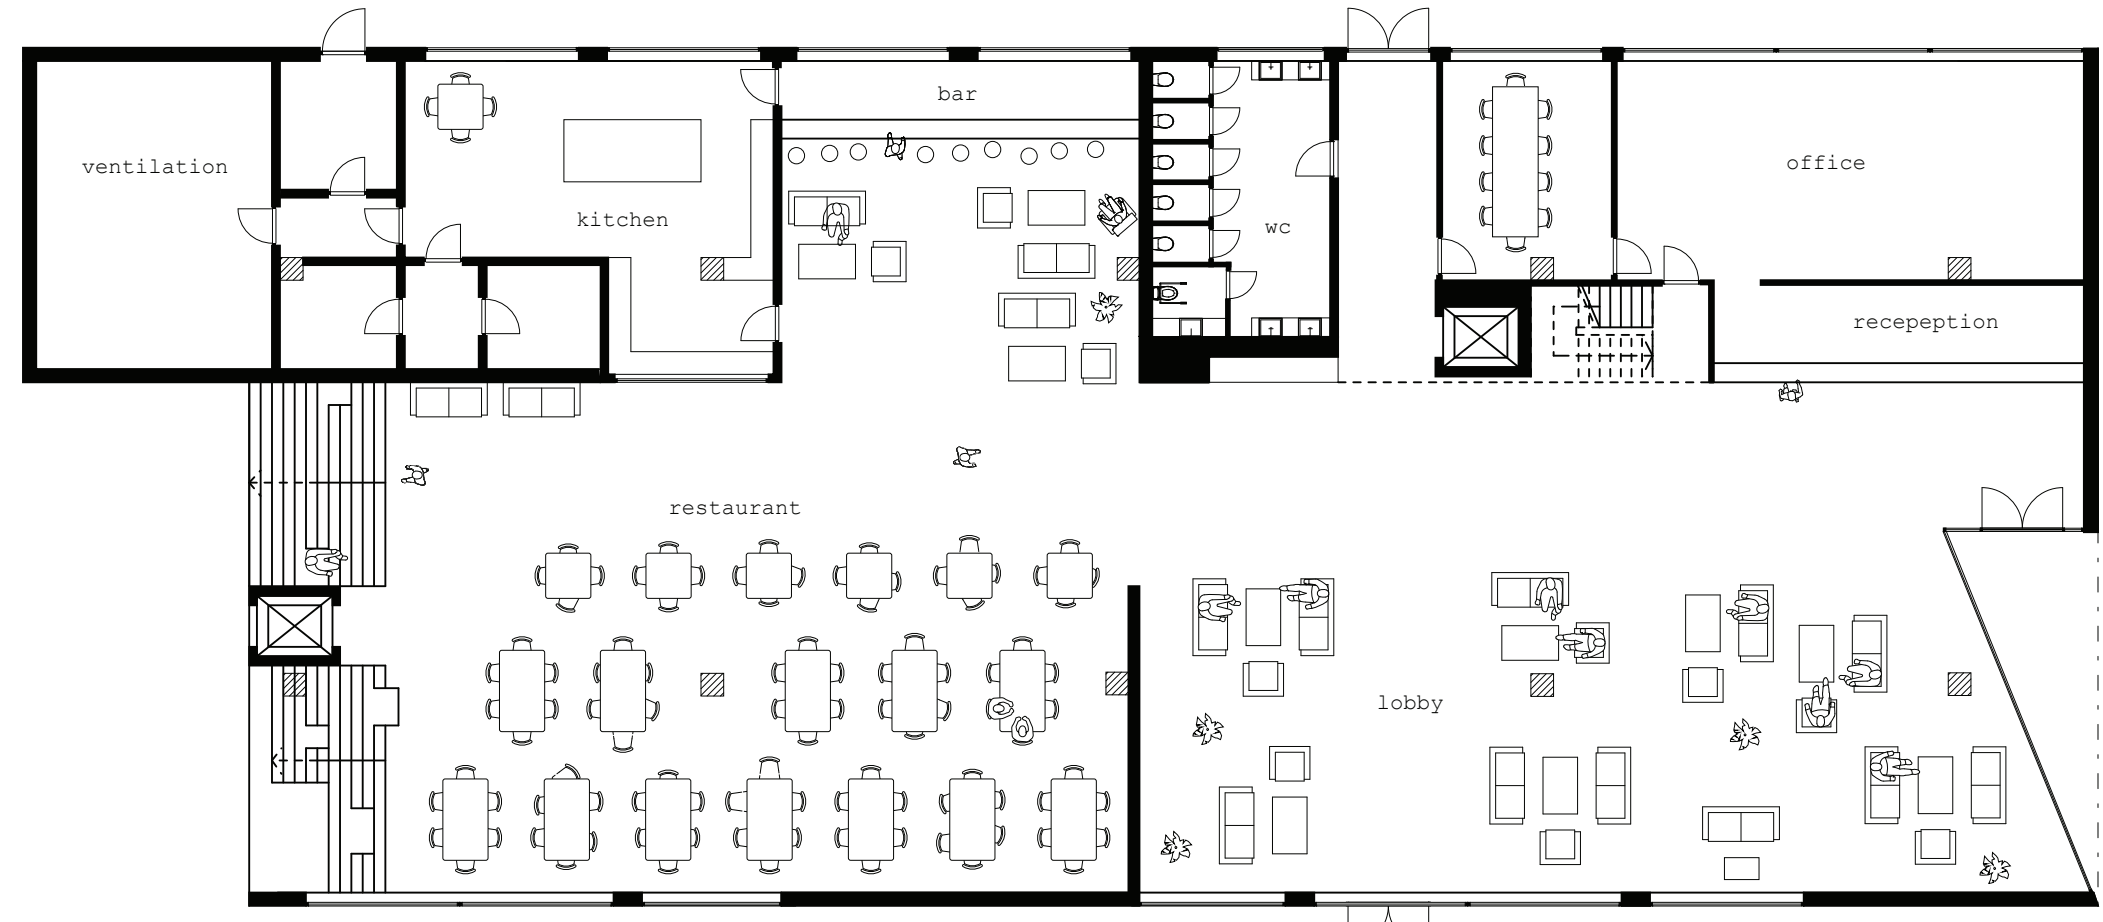 bar
ventilation
office
kitchen
wc
recepeption
restaurant
lobby